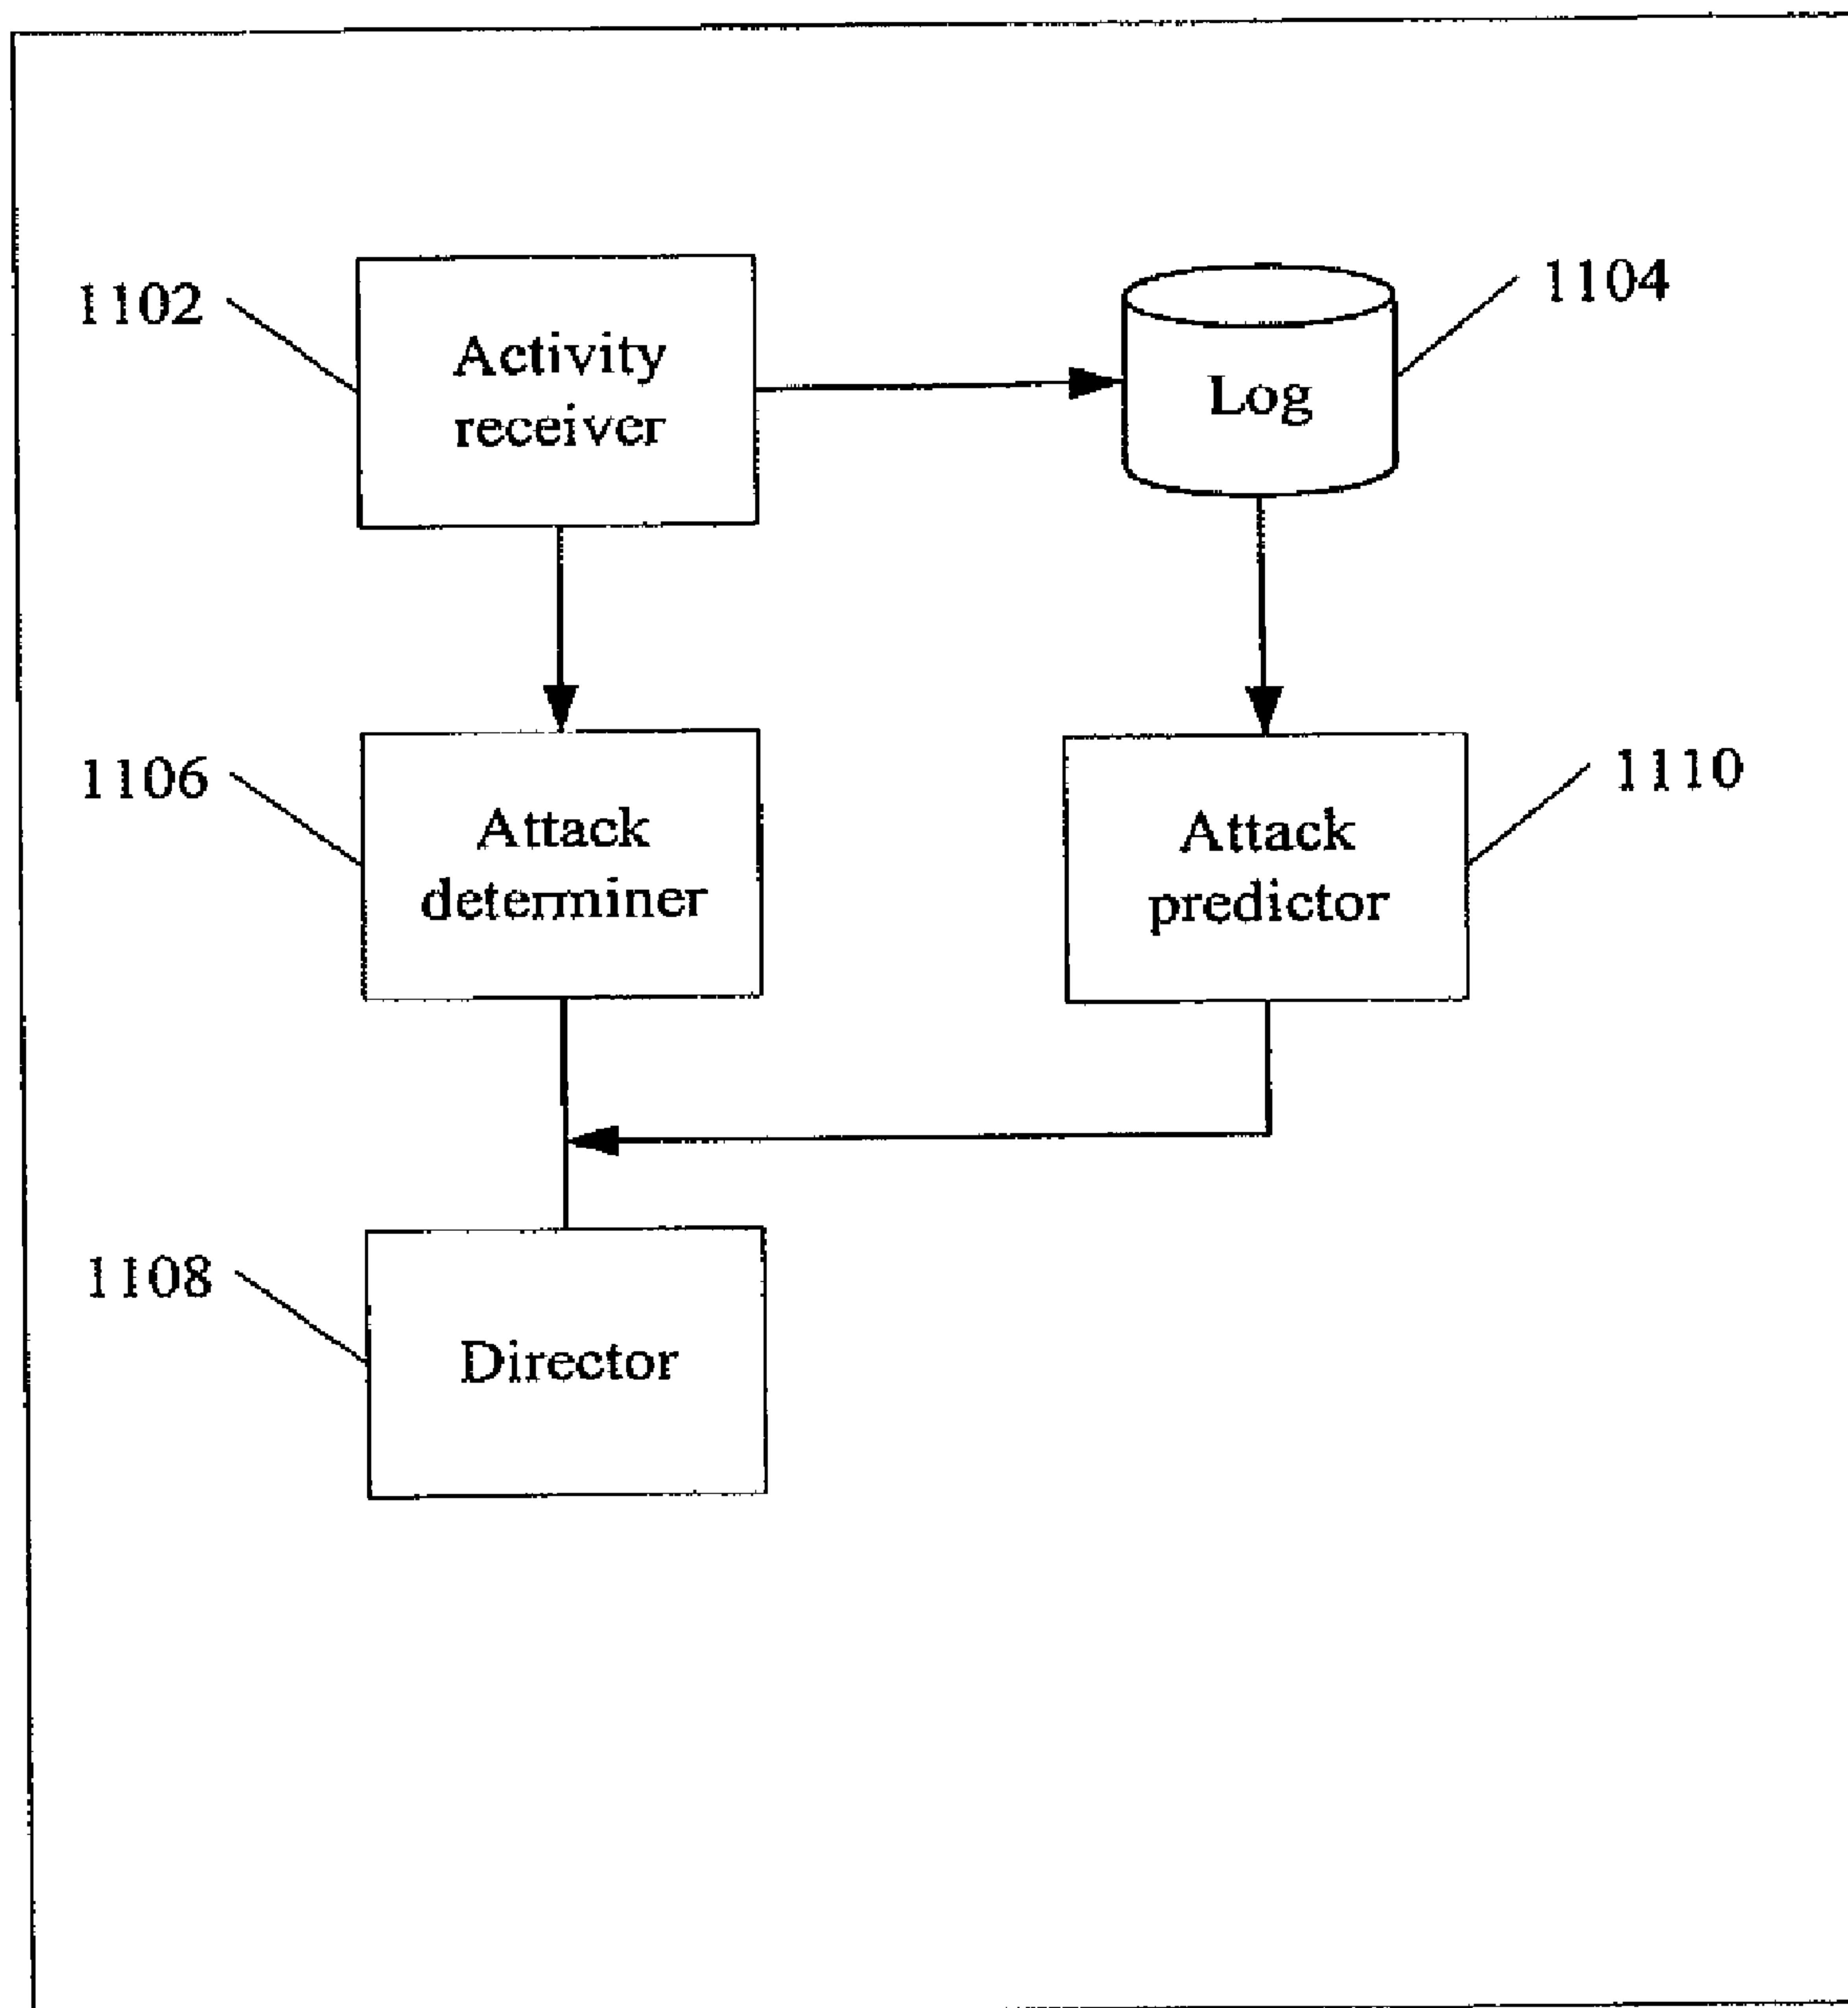 1102
Activity
receiver
Log
1104
1106
Attack
determiner
Attack
predictor
1110
1108
Director